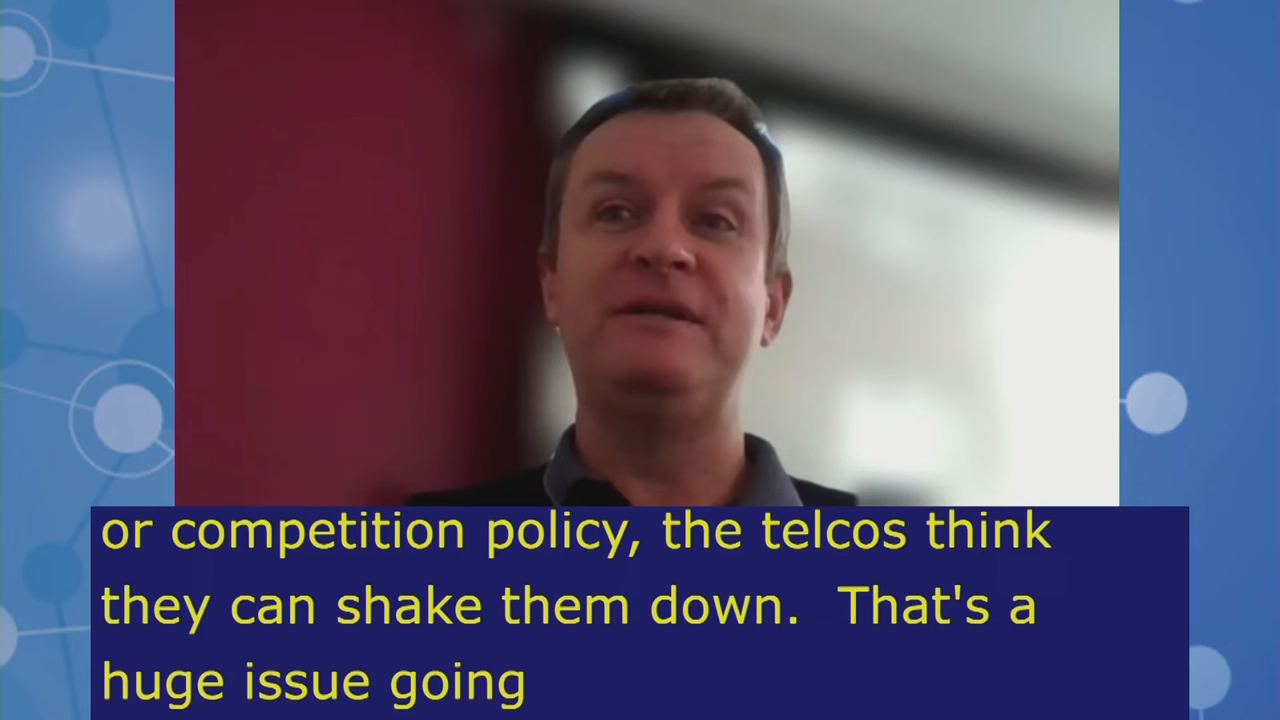 or competition policy, the telcos think
they can shake them down.  That's a
huge issue going